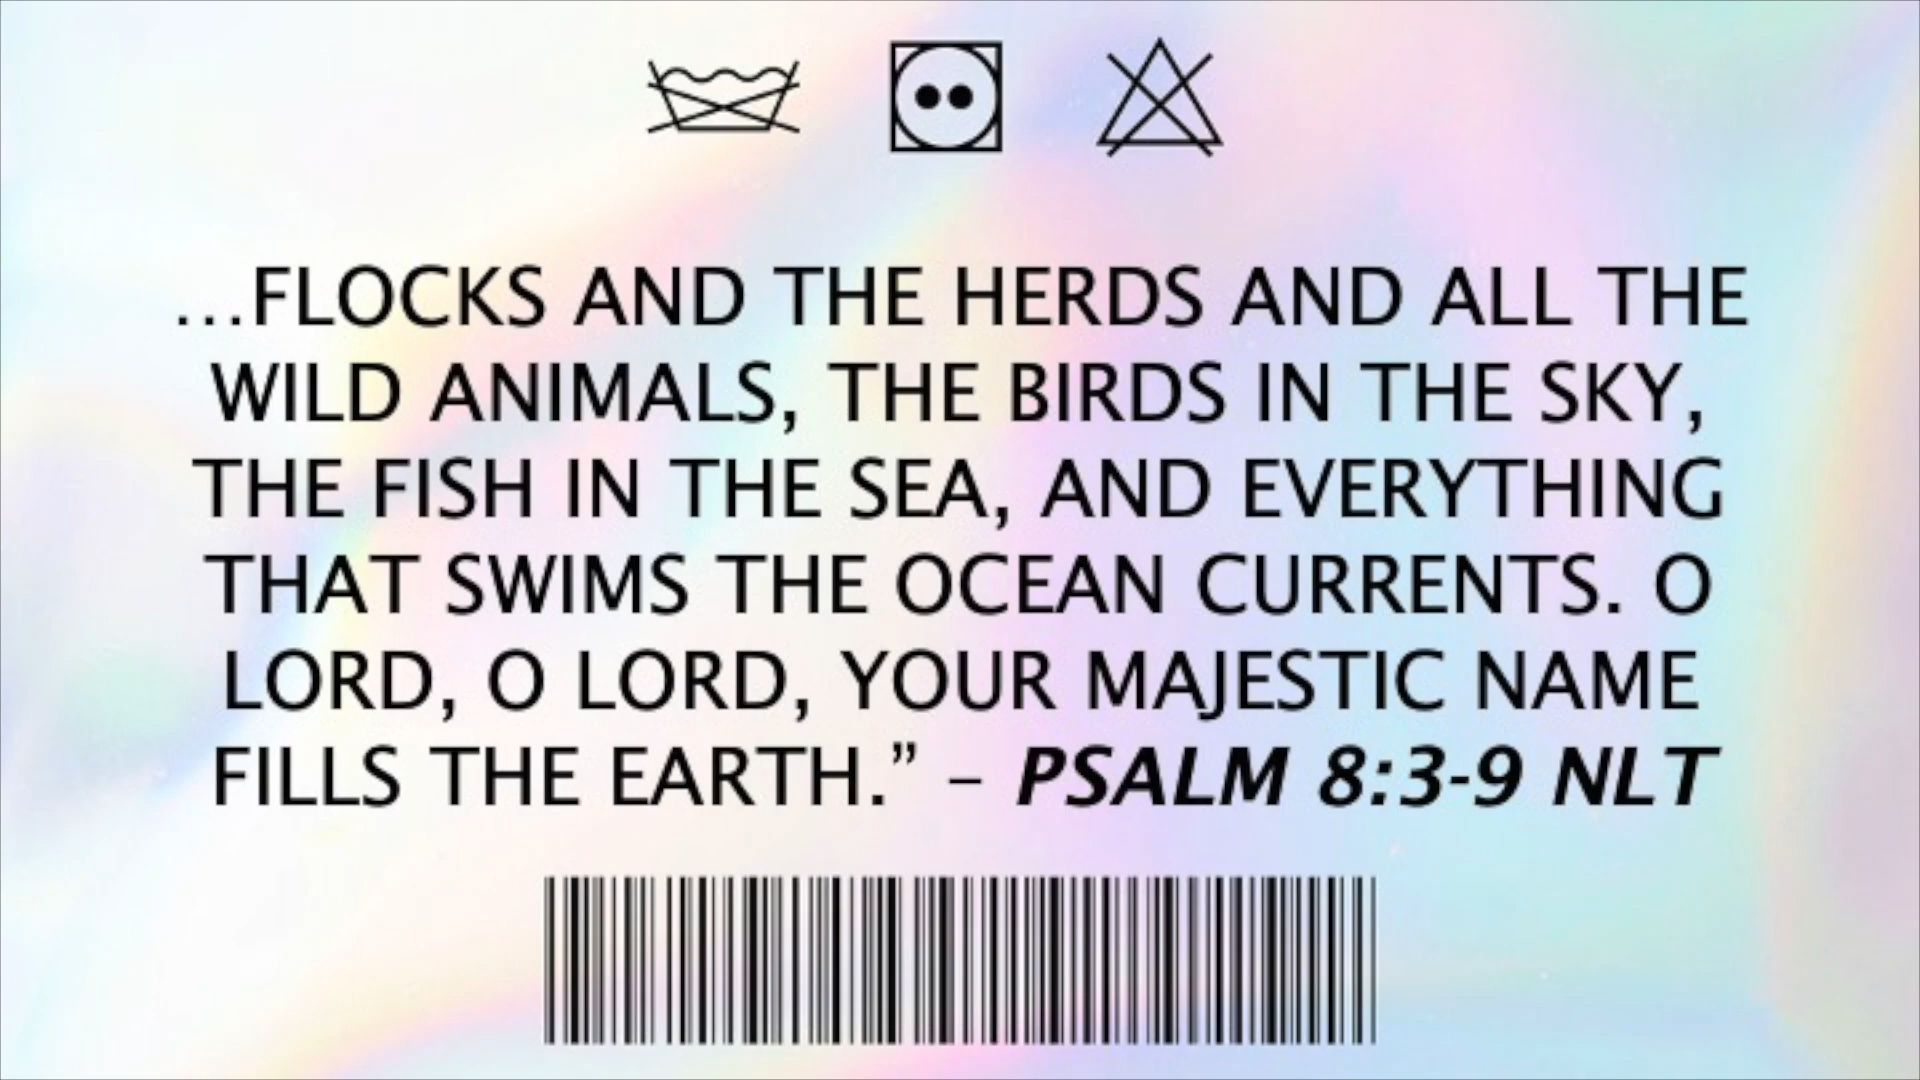 …FLOCKS AND THE HERDS AND ALL THE
WILD ANIMALS, THE BIRDS IN THE SKY,
THE FISH IN THE SEA, AND EVERYTHING
THAT SWIMS THE OCEAN CURRENTS. O
LORD, O LORD, YOUR MAJESTIC NAME
FILLS THE EARTH.” – PSALM 8:3-9 NLT